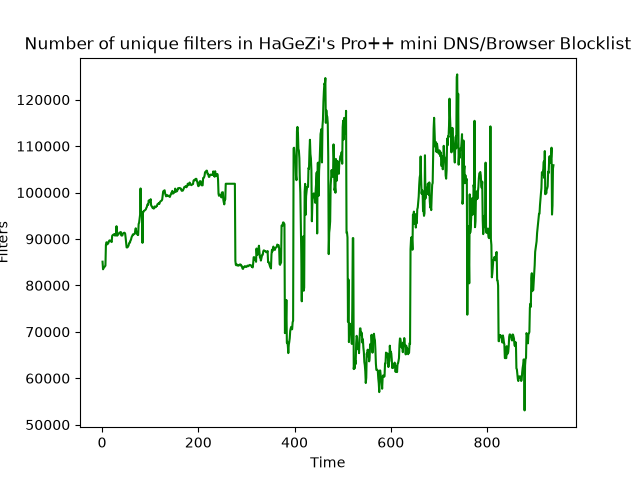 Number of unique filters in HaGeZi's Pro++ mini DNS/Browser Blocklist
120000
110000
100000
90000
80000
70000
60000
50000
Filters
0 200 400 600 800
Time